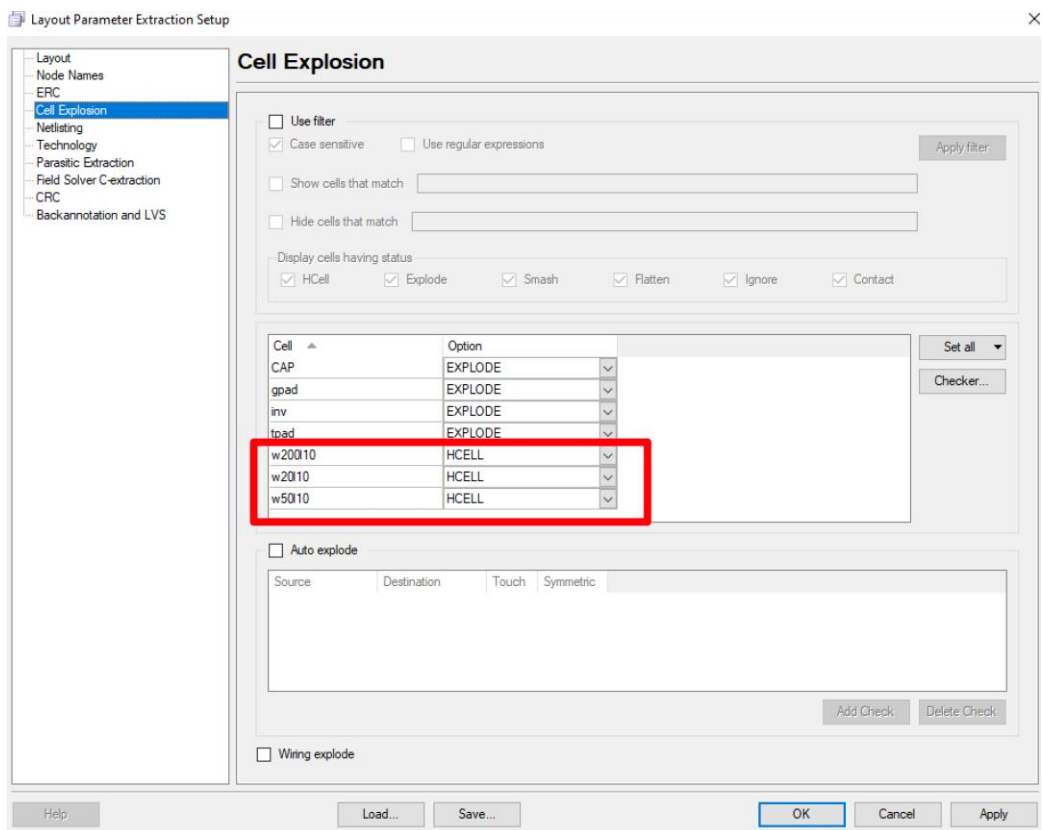 Layout Parameter Extraction Setup
Layout
Node Names
ERC
Cell Explosion
Netlisting
Technology
Parasitic Extraction
Field Solver C-extraction
CRC
Backannotation and LVS
Cell Explosion
Use filter
Case sensitive Use regular expressions Apply filter
Show cells that match
Hide cells that match
Display cells having status
HCell Explode Smash Flatten Ignore Contact
Cell Option
CAP EXPLODE
gpad EXPLODE
inv EXPLODE
tpad EXPLODE
w200l10 HCELL
w20l10 HCELL
w50l10 HCELL
Set all
Checker...
Auto explode
Source Destination Touch Symmetric
Add Check Delete Check
Wiring explode
Help Load... Save... OK Cancel Apply